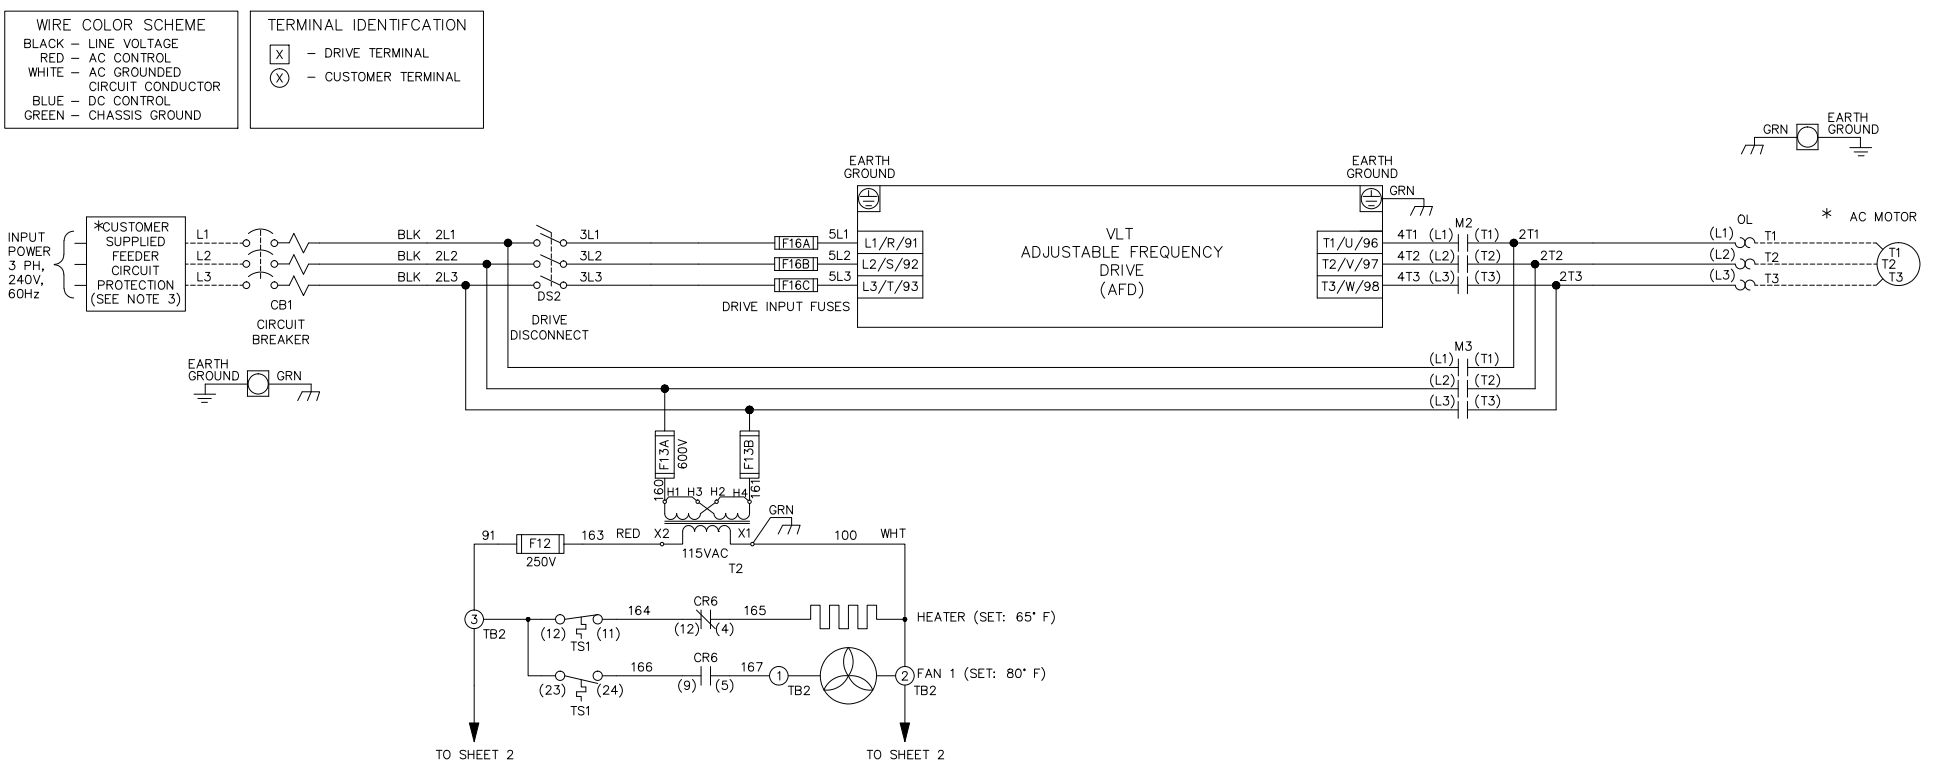 WIRE COLOR SCHEME
BLACK – LINE VOLTAGE
RED – AC CONTROL
WHITE – AC GROUNDED
CIRCUIT CONDUCTOR
BLUE – DC CONTROL
GREEN – CHASSIS GROUND
TERMINAL IDENTIFCATION
X – DRIVE TERMINAL
X – CUSTOMER TERMINAL
GRN
EARTH
GROUND
INPUT
POWER
3 PH,
240V,
60Hz
*CUSTOMER
SUPPLIED
FEEDER
CIRCUIT
PROTECTION
(SEE NOTE 3)
L1
L2
L3
CB1
CIRCUIT
BREAKER
BLK 2L1
BLK 2L2
BLK 2L3
DS2
DRIVE
DISCONNECT
3L1
3L2
3L3
F16A
F16B
F16C
DRIVE INPUT FUSES
5L1
5L2
5L3
EARTH
GROUND
L1/R/91
L2/S/92
L3/T/93
VLT
ADJUSTABLE FREQUENCY
DRIVE
(AFD)
EARTH
GROUND
GRN
T1/U/96
T2/V/97
T3/W/98
M2
4T1 (L1) (T1) 2T1
4T2 (L2) (T2) 2T2
4T3 (L3) (T3) 2T3
OL
(L1) T1
(L2) T2
(L3) T3
* AC MOTOR
T1
T2
T3
EARTH
GROUND
GRN
M3
(L1) (T1)
(L2) (T2)
(L3) (T3)
F13A
600V
F13B
160
161
H1 H3 H2 H4
GRN
91
F12
250V
163 RED X2
X1
115VAC
T2
100 WHT
3
TB2
(12) (11)
TS1
164
CR6
(12) (4)
165
HEATER (SET: 65° F)
(23) (24)
TS1
166
CR6
(9) (5)
167
1
TB2
2
TB2
FAN 1 (SET: 80° F)
TO SHEET 2
TO SHEET 2